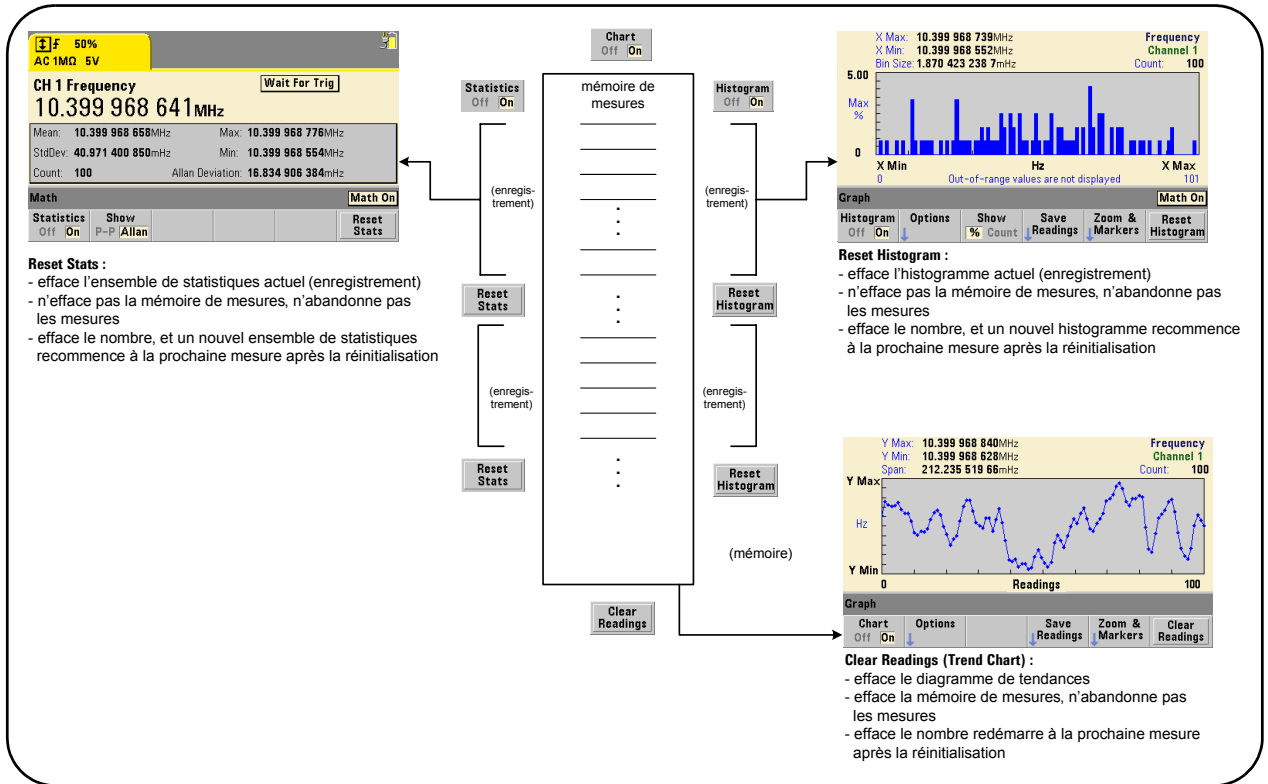 50%
AC 1MΩ 5V
CH 1 Frequency
Wait For Trig
10.399 968 641MHz
Mean: 10.399 968 658MHz Max: 10.399 968 776MHz
StdDev: 40.971 400 850mHz Min: 10.399 968 554MHz
Count: 100 Allan Deviation: 16.834 906 384mHz
Math Math On
Statistics Show Reset
Off On P-P Allan Stats
Reset Stats :
- efface l'ensemble de statistiques actuel (enregistrement)
- n'efface pas la mémoire de mesures, n'abandonne pas
les mesures
- efface le nombre, et un nouvel ensemble de statistiques
recommence à la prochaine mesure après la réinitialisation
Chart
Off On
Statistics
Off On
mémoire de
mesures
Histogram
Off On
(enregis-
trement)
(enregis-
trement)
Reset
Stats
Reset
Histogram
(enregis-
trement)
(enregis-
trement)
Reset
Stats
Reset
Histogram
(mémoire)
Clear
Readings
X Max: 10.399 968 739MHz Frequency
X Min: 10.399 968 552MHz Channel 1
Bin Size: 1.870 423 238 7mHz Count: 100
5.00
Max
%
0
X Min Hz X Max
0 Out-of-range values are not displayed 101
Graph Math On
Histogram Options Show Save Zoom & Reset
Off On % Count Readings Markers Histogram
Reset Histogram :
- efface l'histogramme actuel (enregistrement)
- n'efface pas la mémoire de mesures, n'abandonne pas
les mesures
- efface le nombre, et un nouvel histogramme recommence
à la prochaine mesure après la réinitialisation
Y Max: 10.399 968 840MHz Frequency
Y Min: 10.399 968 628MHz Channel 1
Span: 212.235 519 66mHz Count: 100
Y Max
Hz
Y Min
0 Readings 100
Graph
Chart Options Save Zoom & Clear
Off On Readings Markers Readings
Clear Readings (Trend Chart) :
- efface le diagramme de tendances
- efface la mémoire de mesures, n'abandonne pas
les mesures
- efface le nombre redémarre à la prochaine mesure
après la réinitialisation